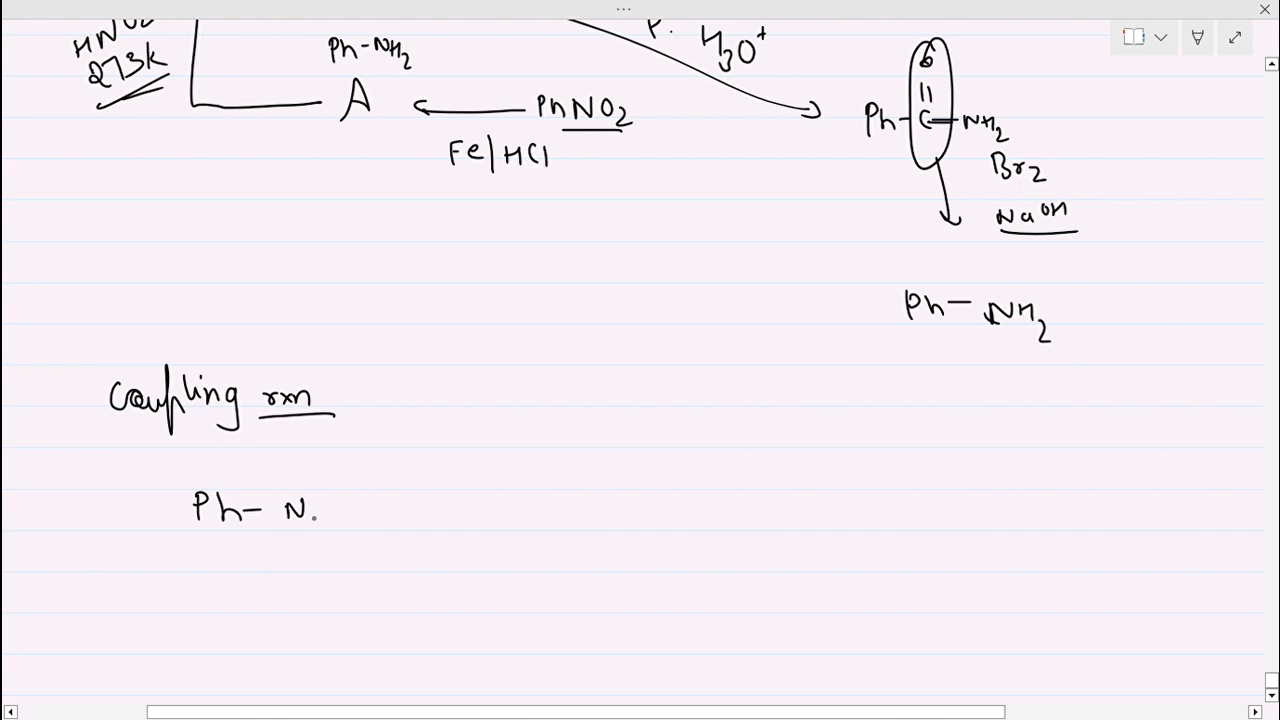 HNO2
273k
Ph-NH2
A
PhNO2
Fe/HCl
P.
H3O+
O
Ph-C-NH2
Br2
NaOH
Ph-NH2
Coupling rxn
Ph- N